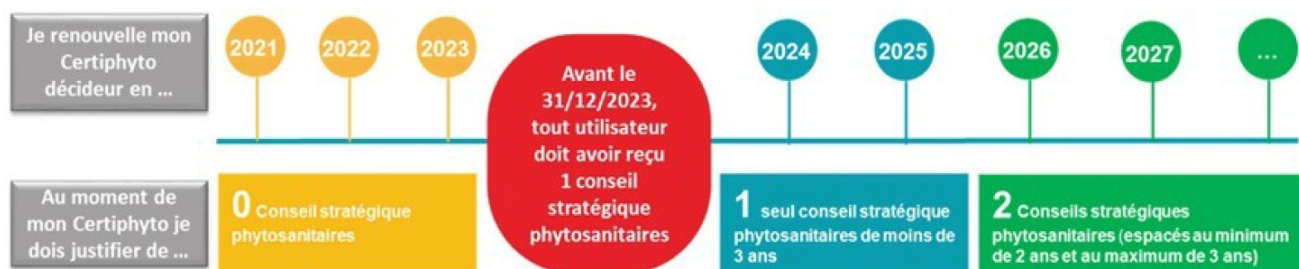 Je renouvelle mon
Certiphyto
décideur en ...
2021
2022
2023
Avant le
31/12/2023,
tout utilisateur
doit avoir reçu
1 conseil
stratégique
phytosanitaires
2024
2025
2026
2027
...
Au moment de
mon Certiphyto je
dois justifier de ...
0 Conseil stratégique
phytosanitaires
1 seul conseil stratégique
phytosanitaires de moins de
3 ans
2 Conseils stratégiques
phytosanitaires (espacés au minimum
de 2 ans et au maximum de 3 ans)